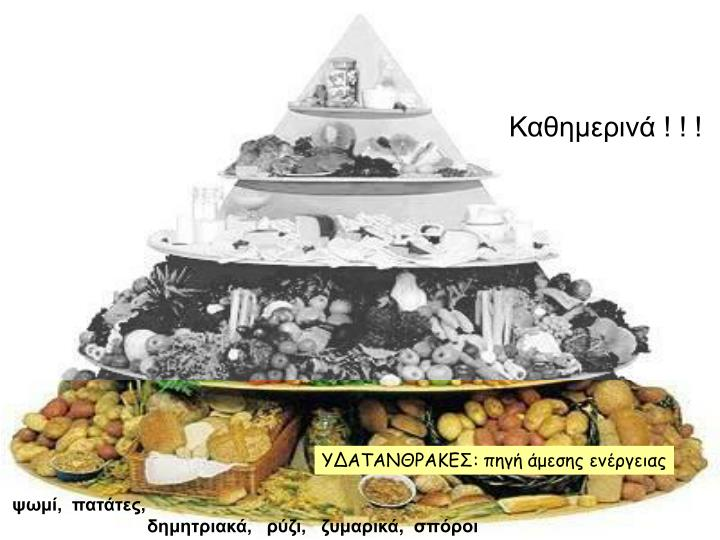 Καθημερινά ! ! !
ΥΔΑΤΑΝΘΡΑΚΕΣ: πηγή άμεσης ενέργειας
ψωμί, πατάτες,
δημητριακά, ρύζι, ζυμαρικά, σπόροι